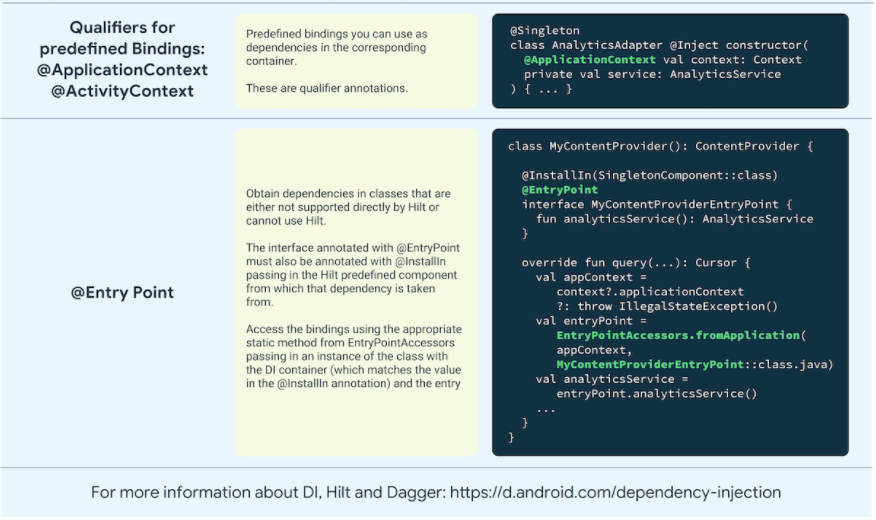 Qualifiers for
predefined Bindings:
@ApplicationContext
@ActivityContext
Predefined bindings you can use as
dependencies in the corresponding
container.
These are qualifier annotations.
@Singleton
class AnalyticsAdapter @Inject constructor(
@ApplicationContext val context: Context
private val service: AnalyticsService
) { ... }
@Entry Point
Obtain dependencies in classes that are
either not supported directly by Hilt or
cannot use Hilt.
The interface annotated with @EntryPoint
must also be annotated with @InstallIn
passing in the Hilt predefined component
from which that dependency is taken
from.
Access the bindings using the appropriate
static method from EntryPointAccessors
passing in an instance of the class with
the DI container (which matches the value
in the @InstallIn annotation) and the entry
class MyContentProvider(): ContentProvider {
@InstallIn(SingletonComponent::class)
@EntryPoint
interface MyContentProviderEntryPoint {
fun analyticsService(): AnalyticsService
}
override fun query(...): Cursor {
val appContext =
context?.applicationContext
?: throw IllegalStateException()
val entryPoint =
EntryPointAccessors.fromApplication(
appContext,
MyContentProviderEntryPoint::class.java)
val analyticsService =
entryPoint.analyticsService()
...
}
}
For more information about DI, Hilt and Dagger: https://d.android.com/dependency-injection